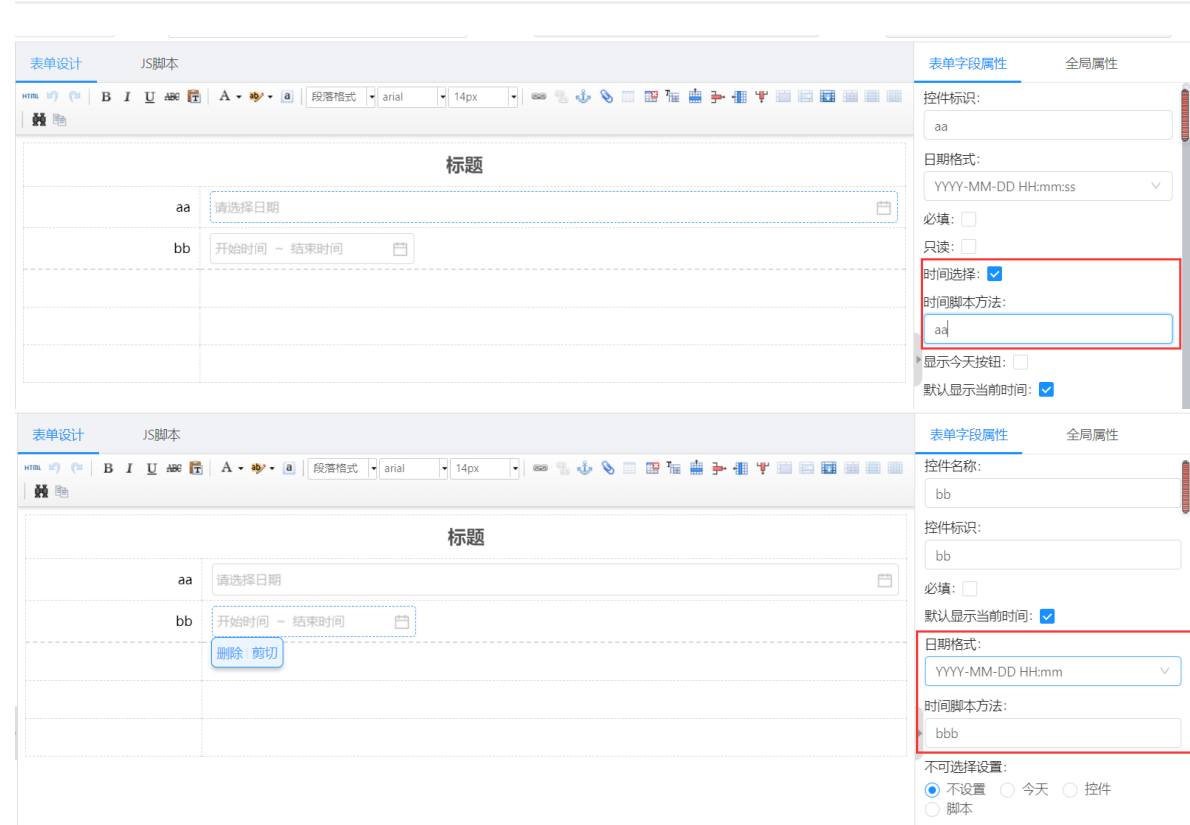 表单设计 JS脚本 表单字段属性 全局属性
HTML B I U ABC T A ab a 段落格式 arial 14px
控件标识:
aa
标题
日期格式:
YYYY-MM-DD HH:mm:ss
aa 请选择日期
必填:
bb 开始时间 ~ 结束时间
只读:
时间选择:
时间脚本方法:
aa
显示今天按钮:
默认显示当前时间:
表单设计 JS脚本 表单字段属性 全局属性
HTML B I U ABC T A ab a 段落格式 arial 14px
控件名称:
bb
标题
控件标识:
bb
aa 请选择日期
必填:
bb 开始时间 ~ 结束时间
默认显示当前时间:
删除 剪切
日期格式:
YYYY-MM-DD HH:mm
时间脚本方法:
bbb
不可选择设置:
不设置 今天 控件
脚本